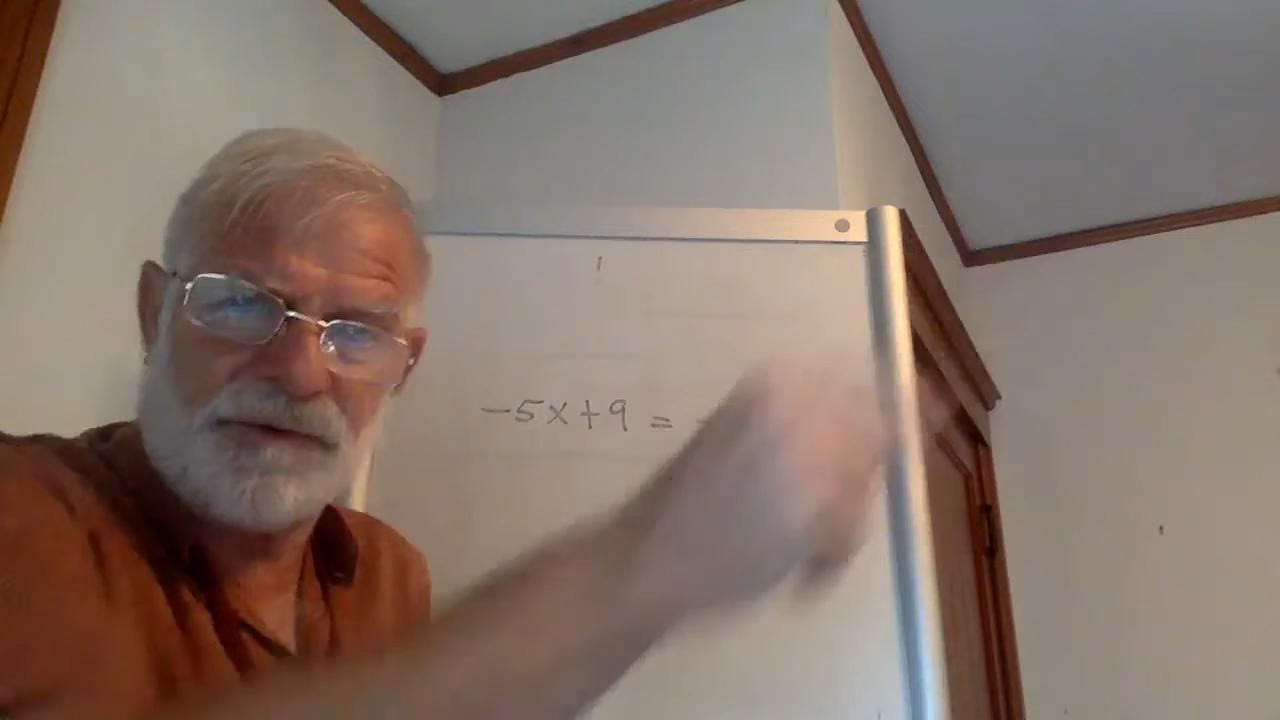 -5x+9 = -